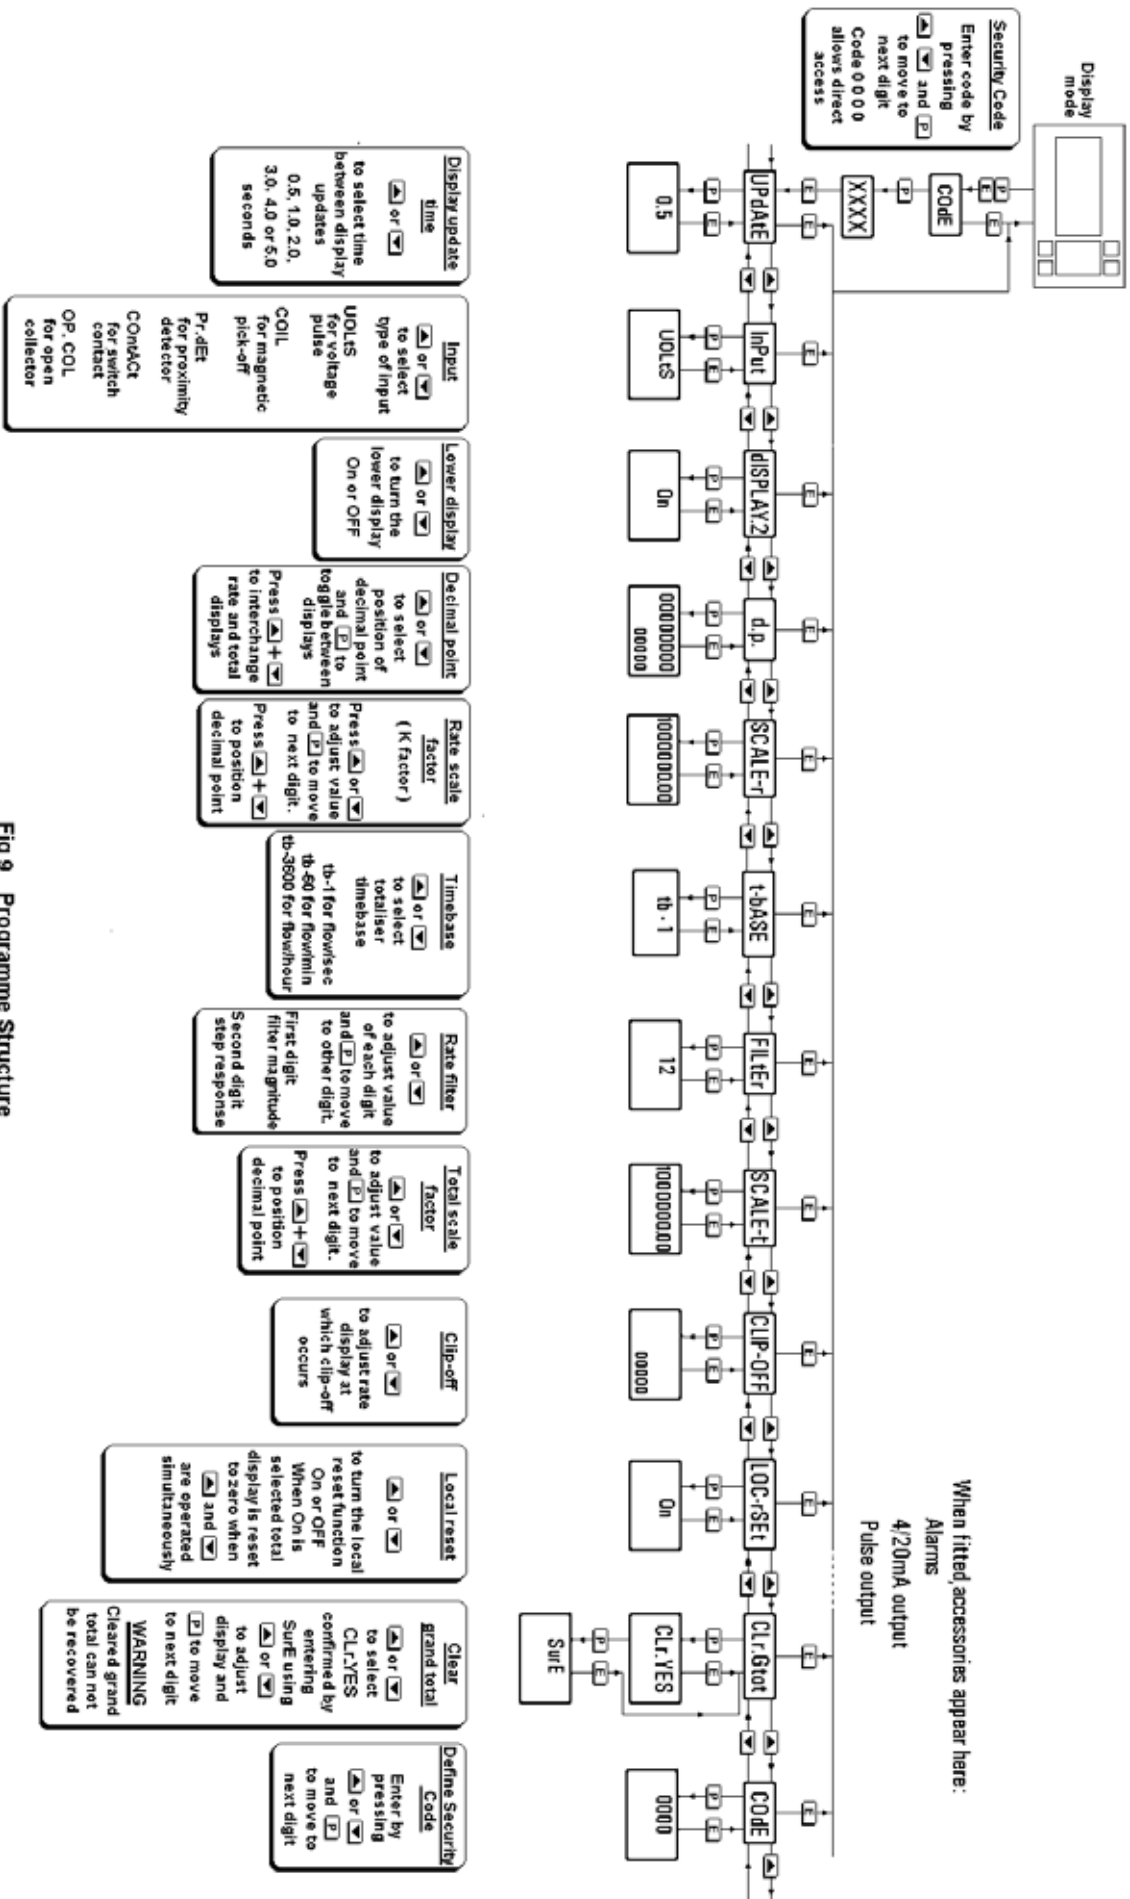 Display
mode
Security Code
Enter code by
pressing
▲ ▼ and P
to move to
next digit
Code 0 0 0 0
allows direct
access
P
E
E
COdE
P
XXXX
E
When fitted, accessories appear here:
Alarms
4/20mA output
Pulse output
E
E
E
E
E
E
E
E
E
E
E
E
UPdAtE
▲
▼
InPut
▲
▼
dISPLAY.2
▲
▼
d.p.
▲
▼
SCALE-r
▲
▼
t-bASE
▲
▼
FILtEr
▲
▼
SCALE-t
▲
▼
CLIP-OFF
▲
▼
LOC-rSEt
▲
▼
CLr.Gtot
▲
▼
COdE
▲
P E
P E
P E
P E
P E
P E
P E
P E
P E
P E
P E
P E
0.5
UOLtS
On
00000000
00000
1000000.00
tb - 1
12
1000000.00
00000
On
CLr.YES
0000
P E
SurE
Display update
time
▲ or ▼
to select time
between display
updates
0.5, 1.0, 2.0,
3.0, 4.0 or 5.0
seconds
Input
▲ or ▼
to select
type of input
UOLtS
for voltage
pulse
COIL
for magnetic
pick-off
Pr.dEt
for proximity
detector
COntACt
for switch
contact
OP. COL
for open
collector
Lower display
▲ or ▼
to turn the
lower display
On or OFF
Decimal point
▲ or ▼
to select
position of
decimal point
and P to
toggle between
displays
Press ▲ + ▼
to interchange
rate and total
displays
Rate scale
factor
( K factor )
Press ▲ or ▼
to adjust value
and P to move
to next digit.
Press ▲ + ▼
to position
decimal point
Timebase
▲ or ▼
to select
totaliser
timebase
tb-1 for flow/sec
tb-60 for flow/min
tb-3600 for flow/hour
Rate filter
▲ or ▼
to adjust value
of each digit
and P to move
to other digit.
First digit
filter magnitude
Second digit
step response
Total scale
factor
▲ or ▼
to adjust value
and P to move
to next digit.
Press ▲ + ▼
to position
decimal point
Clip-off
▲ or ▼
to adjust rate
display at
which clip-off
occurs
Local reset
▲ or ▼
to turn the local
reset function
On or OFF
When On is
selected total
display is reset
to zero when
▲ and ▼
are operated
simultaneously
Clear
grand total
▲ or ▼
to select
CLr.YES
confirmed by
entering
SurE using
▲ or ▼
to adjust
display and
P to move
to next digit
WARNING
Cleared grand
total can not
be recovered
Define Security
Code
Enter by
pressing
▲ or ▼
and P
to move to
next digit
Fig 9 Programme Structure